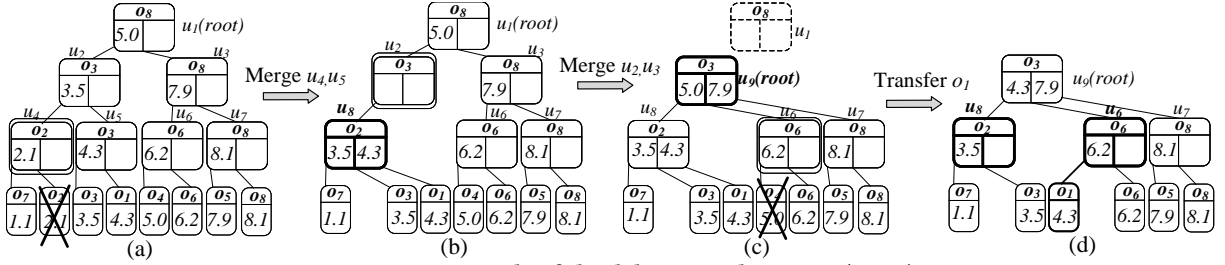 o8 o8 o8
5.0 u1(root) 5.0 u1(root) u1
u2 u3 u2 u3
o3 o8 o3 o8 o3 o3
3.5 7.9 Merge u4,u5 7.9 Merge u2,u3 5.0 7.9 u9(root) Transfer o1 4.3 7.9 u9(root)
u4 u5 u6 u7 u8 u6 u7 u8 u6 u7 u8 u6 u7
o2 o3 o6 o8 o2 o6 o8 o2 o6 o8 o2 o6 o8
2.1 4.3 6.2 8.1 3.5 4.3 6.2 8.1 3.5 4.3 6.2 8.1 3.5 6.2 8.1
o7 o2 o3 o1 o4 o6 o5 o8 o7 o3 o1 o4 o6 o5 o8 o7 o3 o1 o4 o6 o5 o8 o7 o3 o1 o6 o5 o8
1.1 2.1 3.5 4.3 5.0 6.2 7.9 8.1 1.1 3.5 4.3 5.0 6.2 7.9 8.1 1.1 3.5 4.3 5.0 6.2 7.9 8.1 1.1 3.5 4.3 6.2 7.9 8.1
(a) (b) (c) (d)